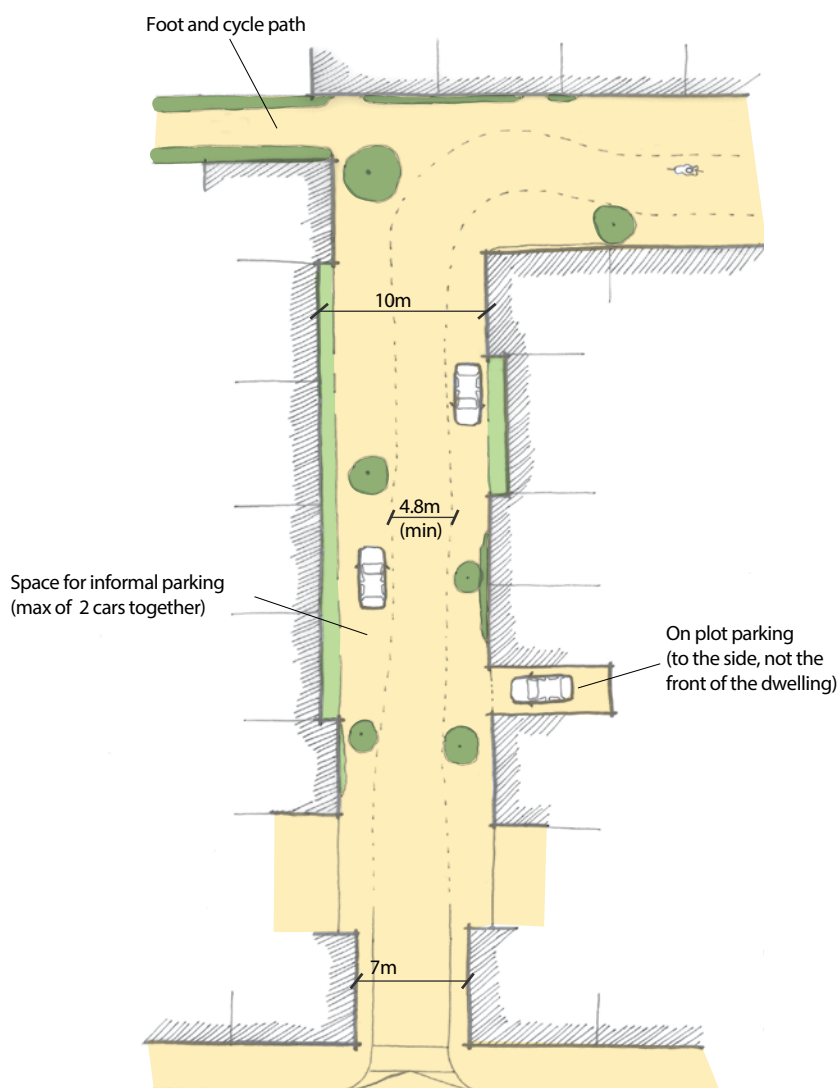 Foot and cycle path
10m
4.8m
(min)
Space for informal parking
(max of 2 cars together)
On plot parking
(to the side, not the
front of the dwelling)
7m